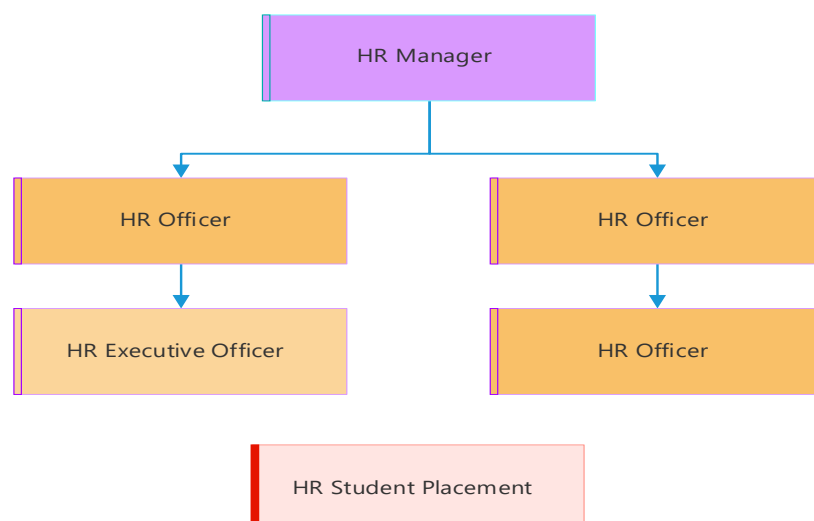 HR Manager
HR Officer
HR Officer
HR Executive Officer
HR Officer
HR Student Placement